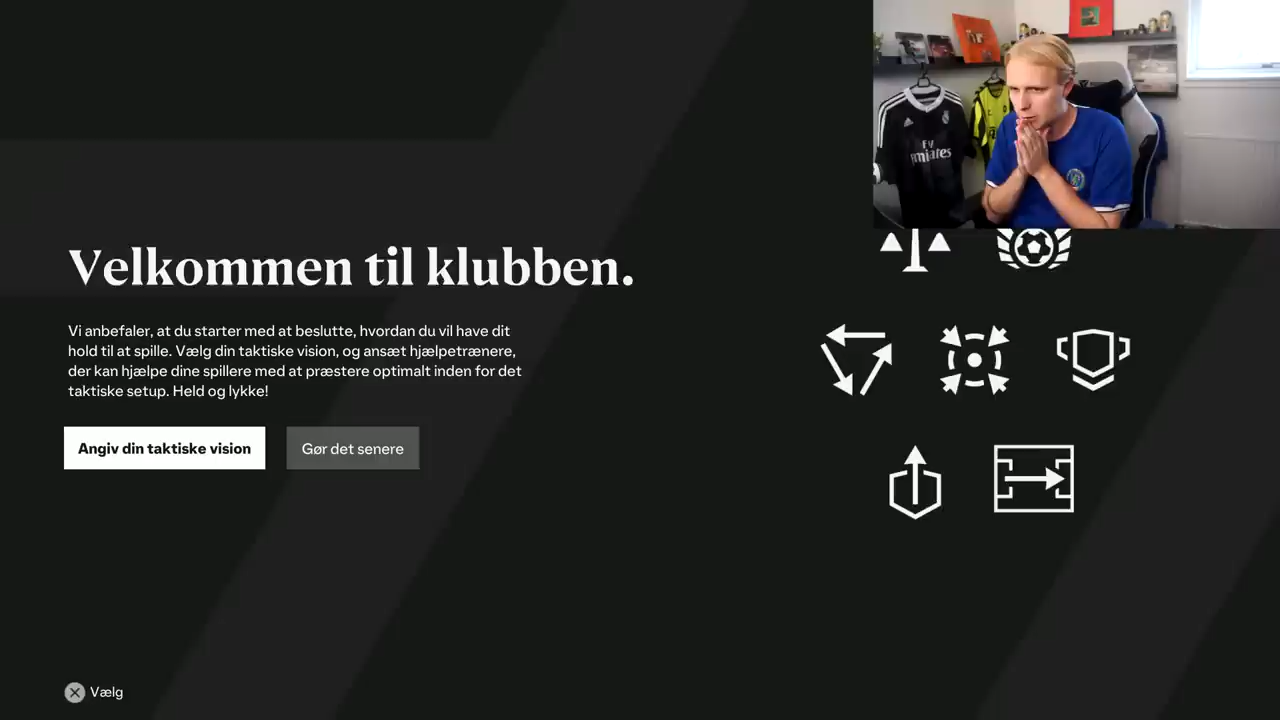 Fly
Emirates
Velkommen til klubben.
Vi anbefaler, at du starter med at beslutte, hvordan du vil have dit
hold til at spille. Vælg din taktiske vision, og ansæt hjælpetrænere,
der kan hjælpe dine spillere med at præstere optimalt inden for det
taktiske setup. Held og lykke!
Angiv din taktiske vision
Gør det senere
Vælg